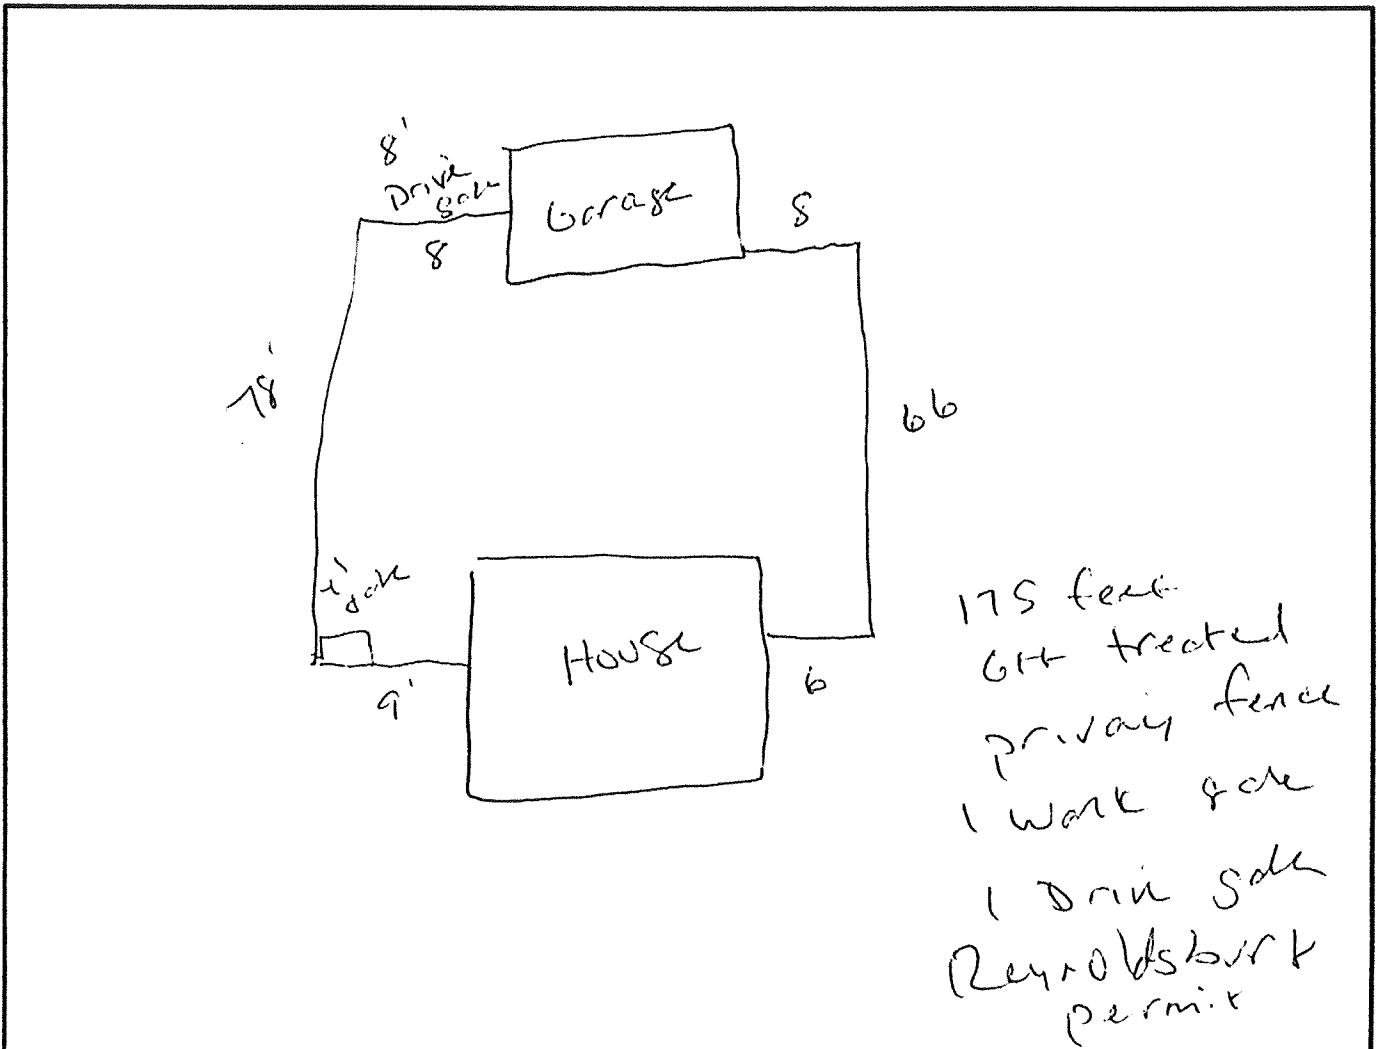 8'
Drive
gate
8
Garage
8
78'
66
gate
9'
House
6
175 feet
6ft treated
privacy fence
1 walk gate
1 Drive gate
Reynoldsburg
permit